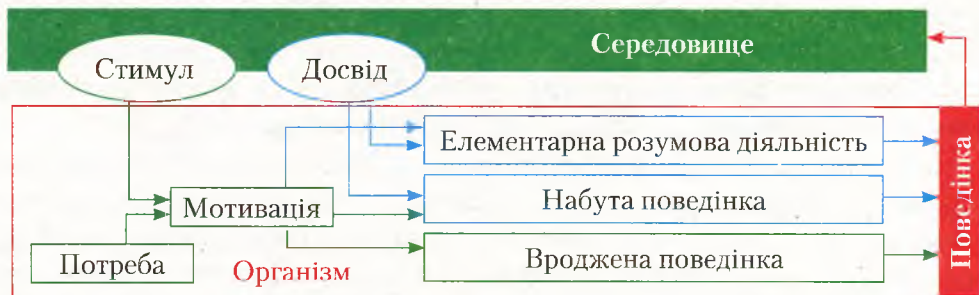 Середовище
Стимул
Досвід
Елементарна розумова діяльність
Мотивація
Набута поведінка
Потреба
Організм
Вроджена поведінка
Поведінка